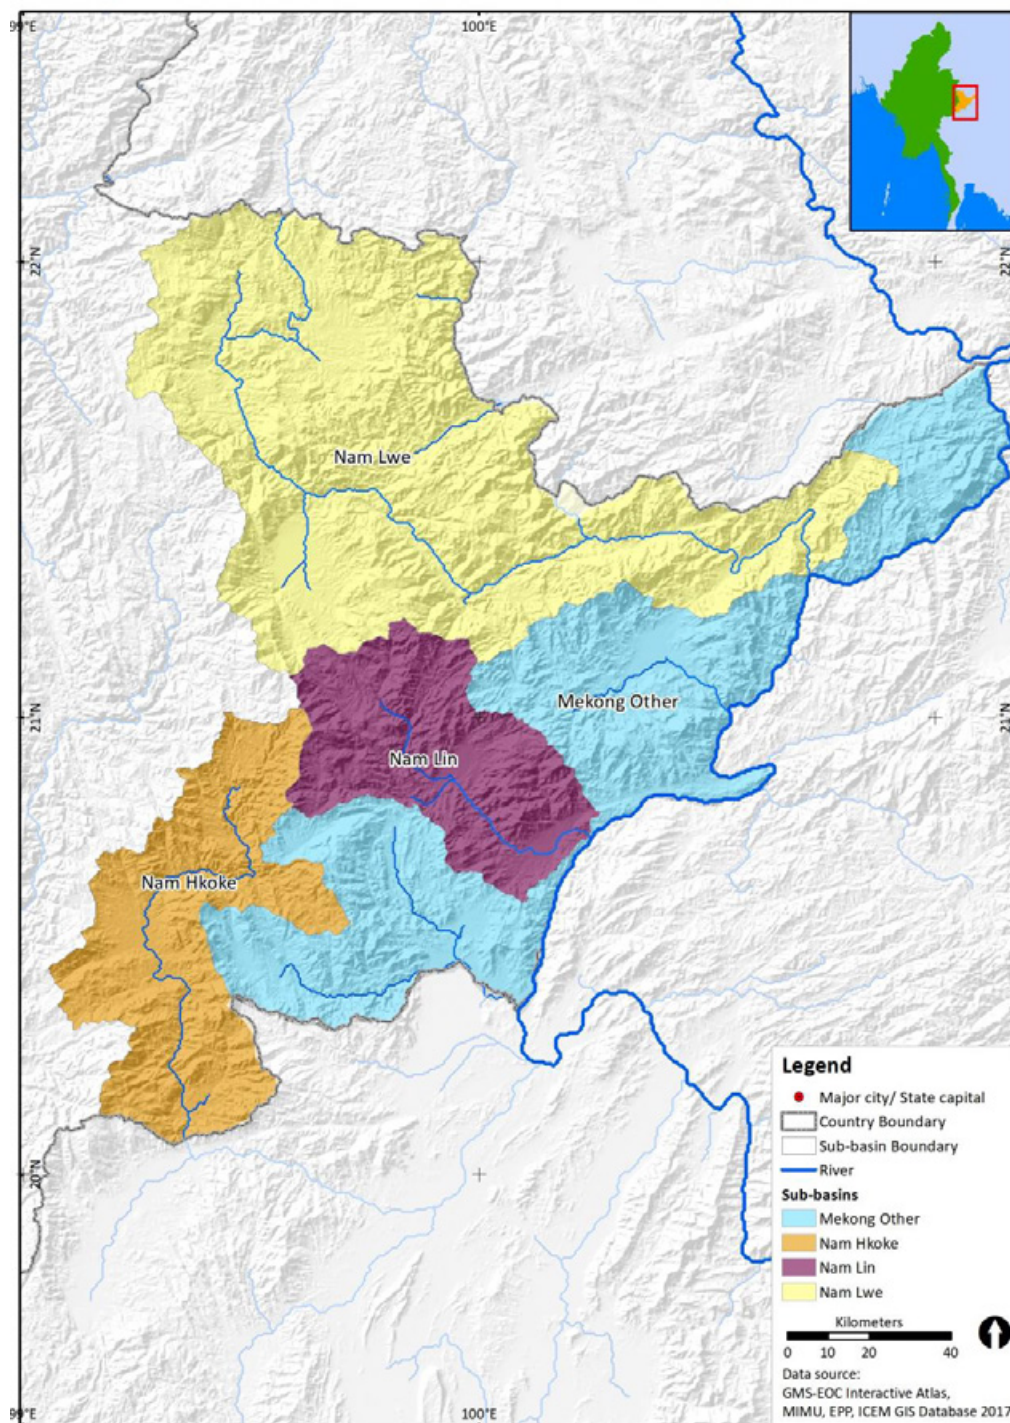 99°E
100°E
22°N
22°N
Nam Lwe
Mekong Other
21°N
21°N
Nam Lin
Nam Hkoke
20°N
Legend
Major city/ State capital
Country Boundary
Sub-basin Boundary
River
Sub-basins
Mekong Other
Nam Hkoke
Nam Lin
Nam Lwe
Kilometers
0 10 20 40
Data source:
GMS-EOC Interactive Atlas,
MIMU, EPP, ICEM GIS Database 2017
99°E
100°E